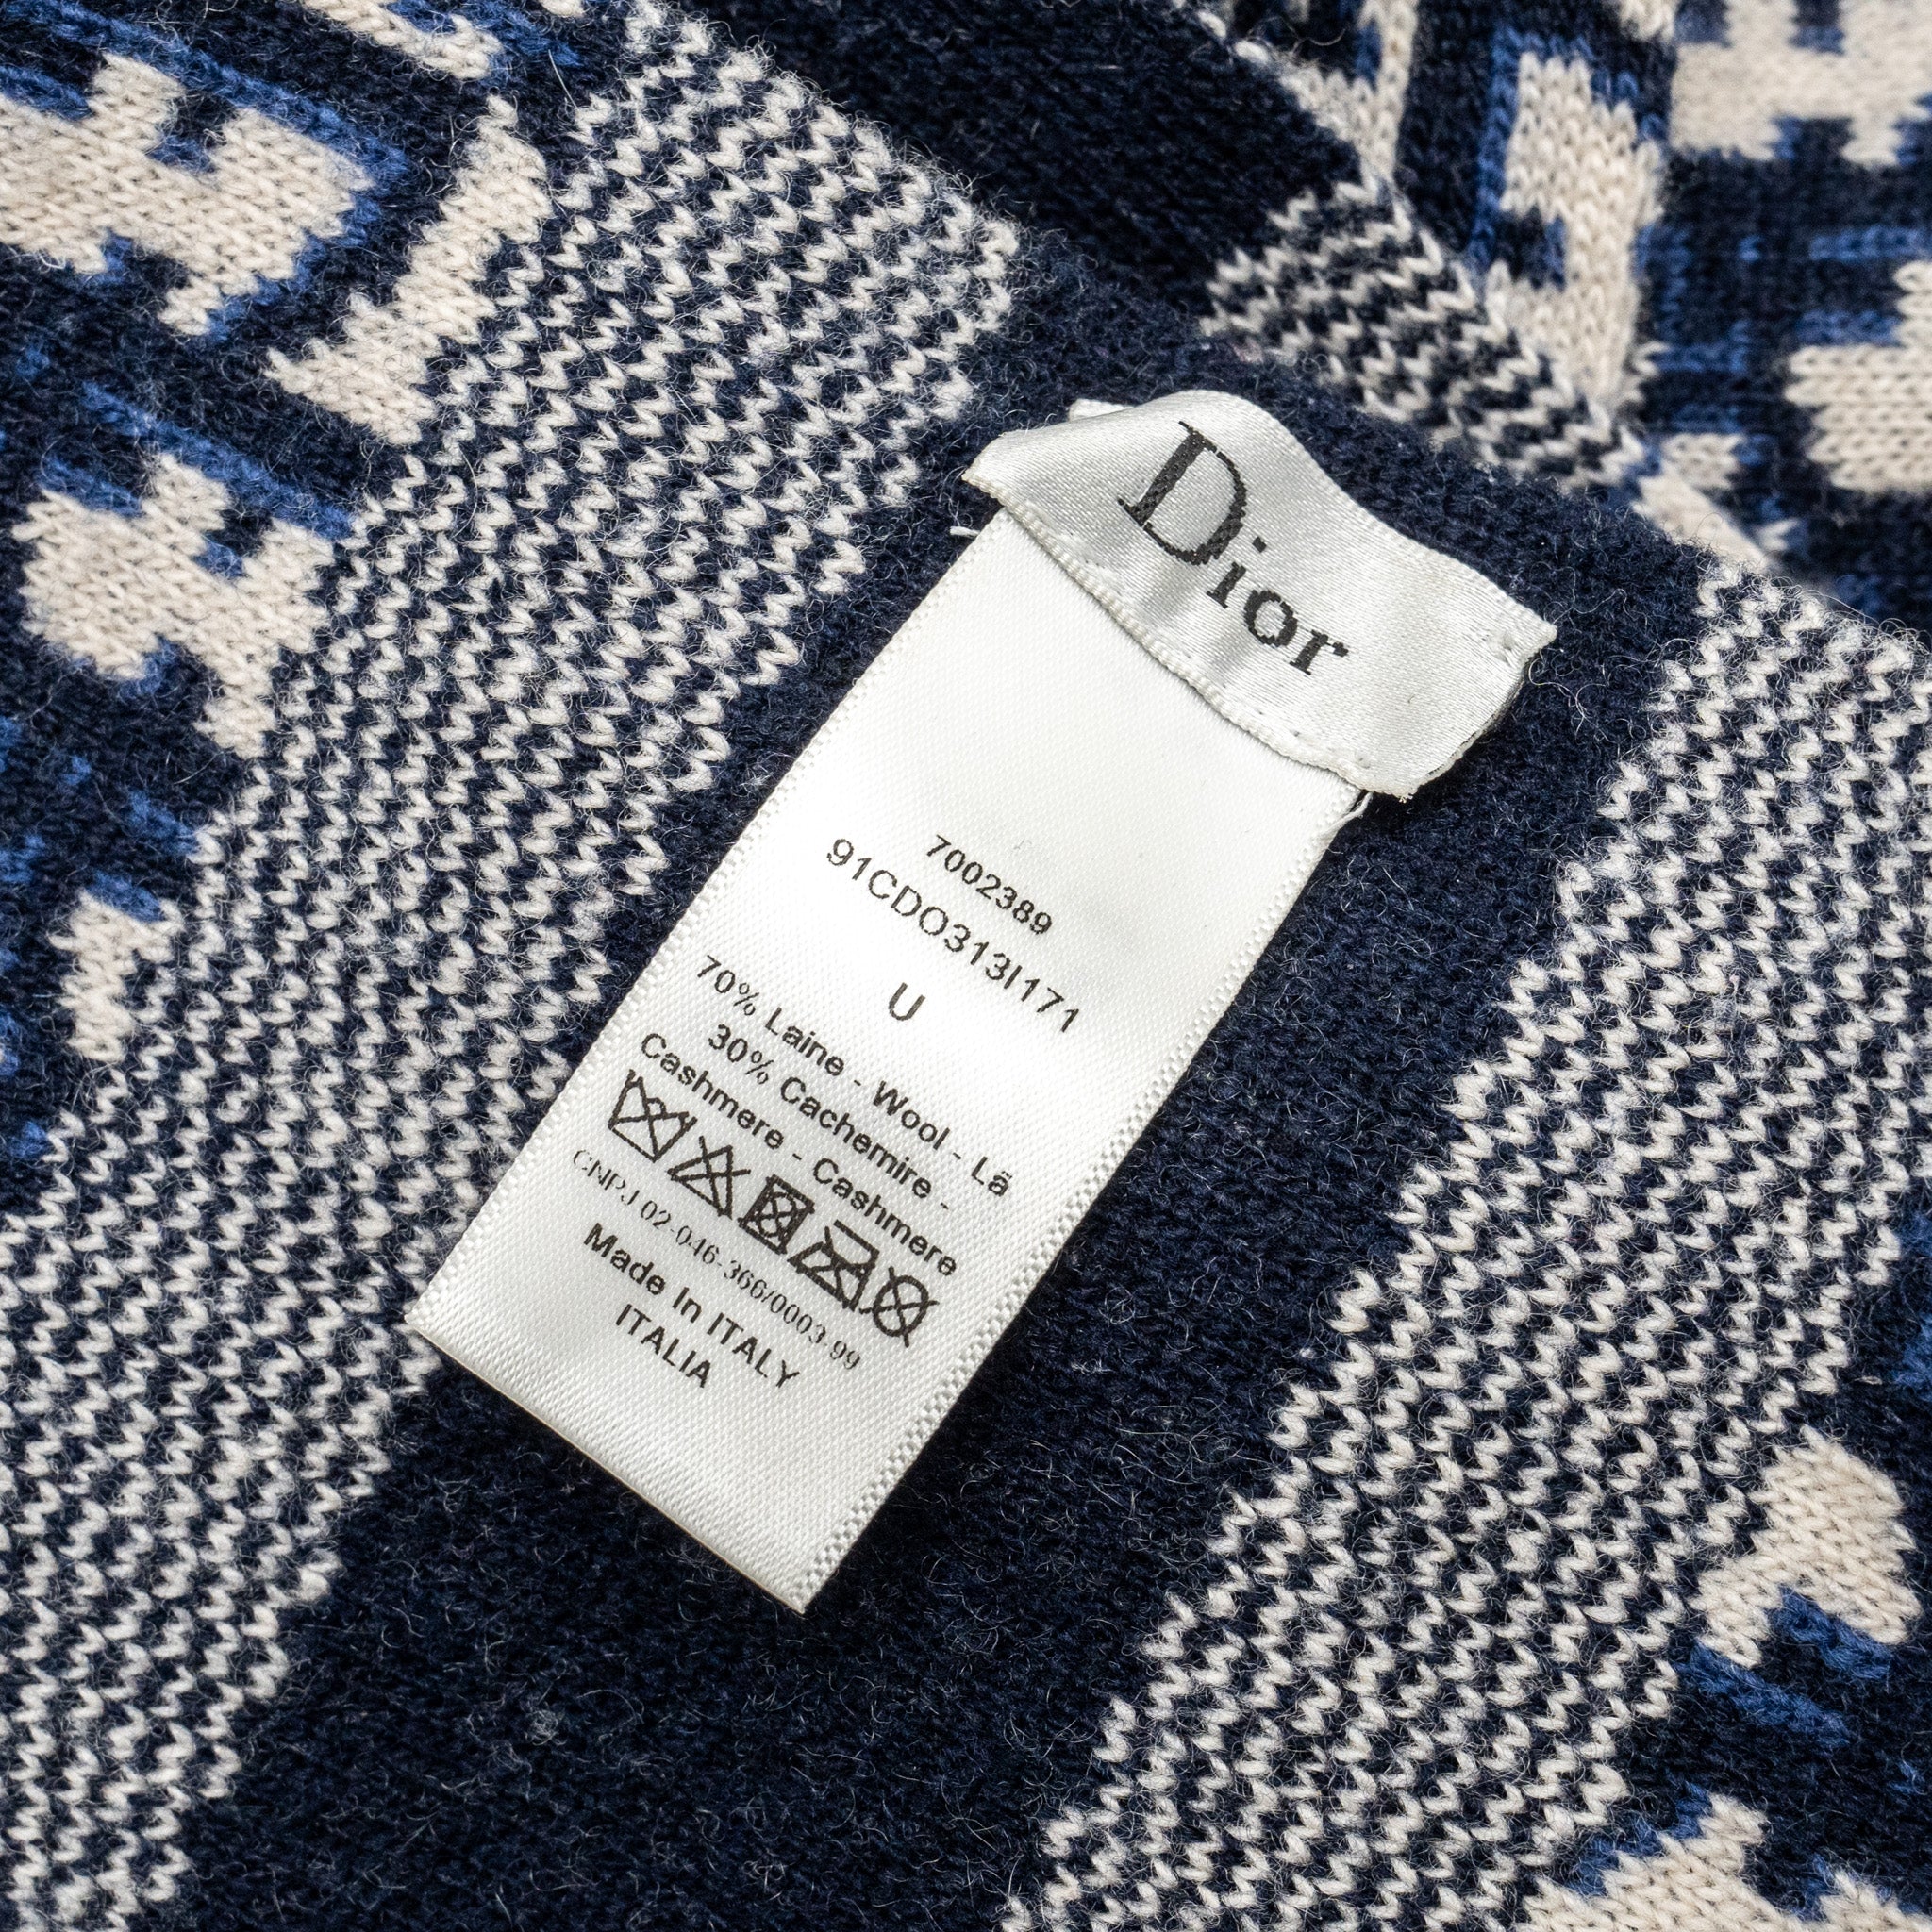 Dior
7002389
91CDO313I171
U
70% Laine - Wool - Lã
30% Cachemire -
Cashmere - Cashmere
CNPJ 02-046-366/0003-99
Made In ITALY
ITALIA